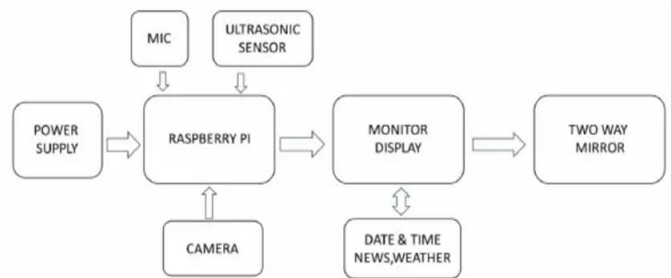 MIC
ULTRASONIC
SENSOR
POWER
SUPPLY
RASPBERRY PI
MONITOR
DISPLAY
TWO WAY
MIRROR
CAMERA
DATE & TIME
NEWS,WEATHER